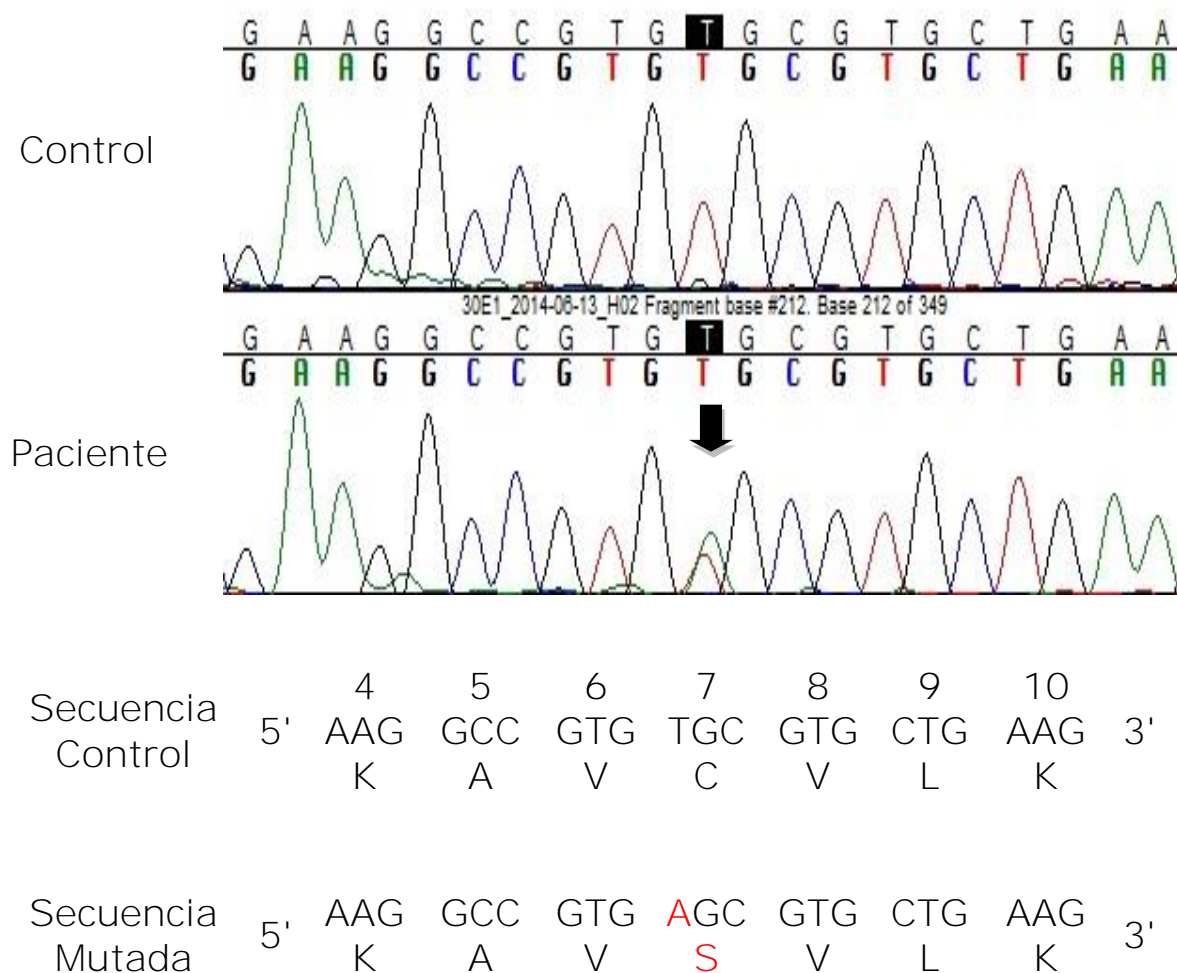 G A A G G C C G T G T G C G T G C T G A A
G A A G G C C G T G T G C G T G C T G A A
Control
30E1_2014-06-13_H02 Fragment base #212. Base 212 of 349
G A A G G C C G T G T G C G T G C T G A A
G A A G G C C G T G T G C G T G C T G A A
Paciente
4 5 6 7 8 9 10
Secuencia Control 5' AAG GCC GTG TGC GTG CTG AAG 3'
K A V C V L K
Secuencia Mutada 5' AAG GCC GTG AGC GTG CTG AAG 3'
K A V S V L K